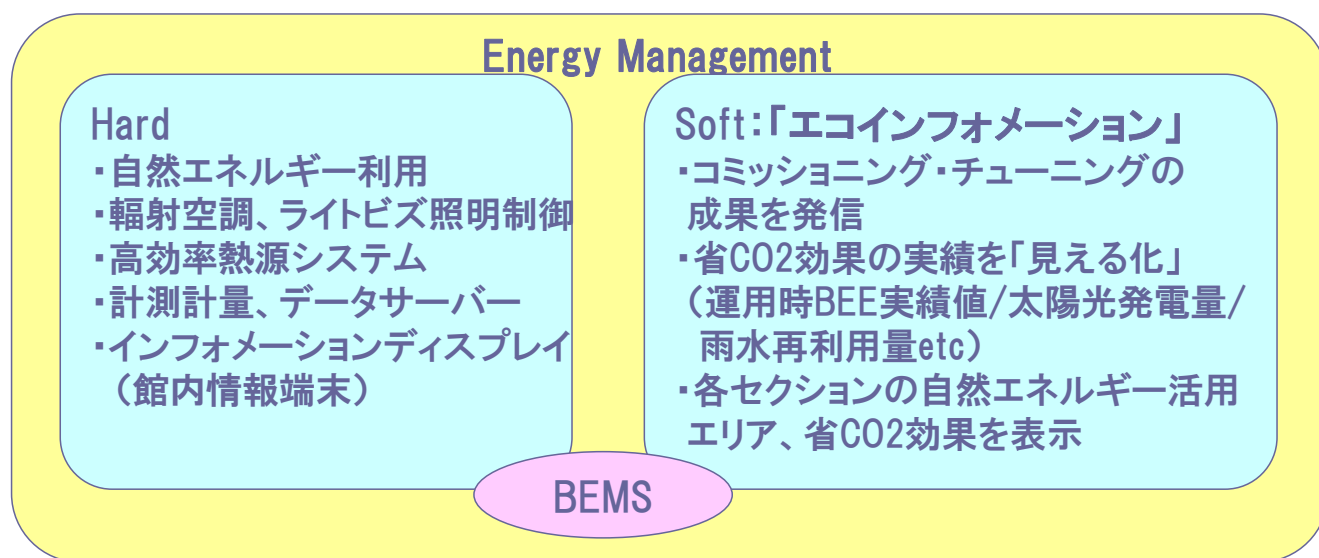 Energy Management
Hard
・自然エネルギー利用
・輻射空調、ライトビズ照明制御
・高効率熱源システム
・計測計量、データサーバー
・インフォメーションディスプレイ
（館内情報端末）
Soft：「エコインフォメーション」
・コミッショニング・チューニングの
成果を発信
・省CO2効果の実績を「見える化」
（運用時BEE実績値/太陽光発電量/
雨水再利用量etc）
・各セクションの自然エネルギー活用
エリア、省CO2効果を表示
BEMS